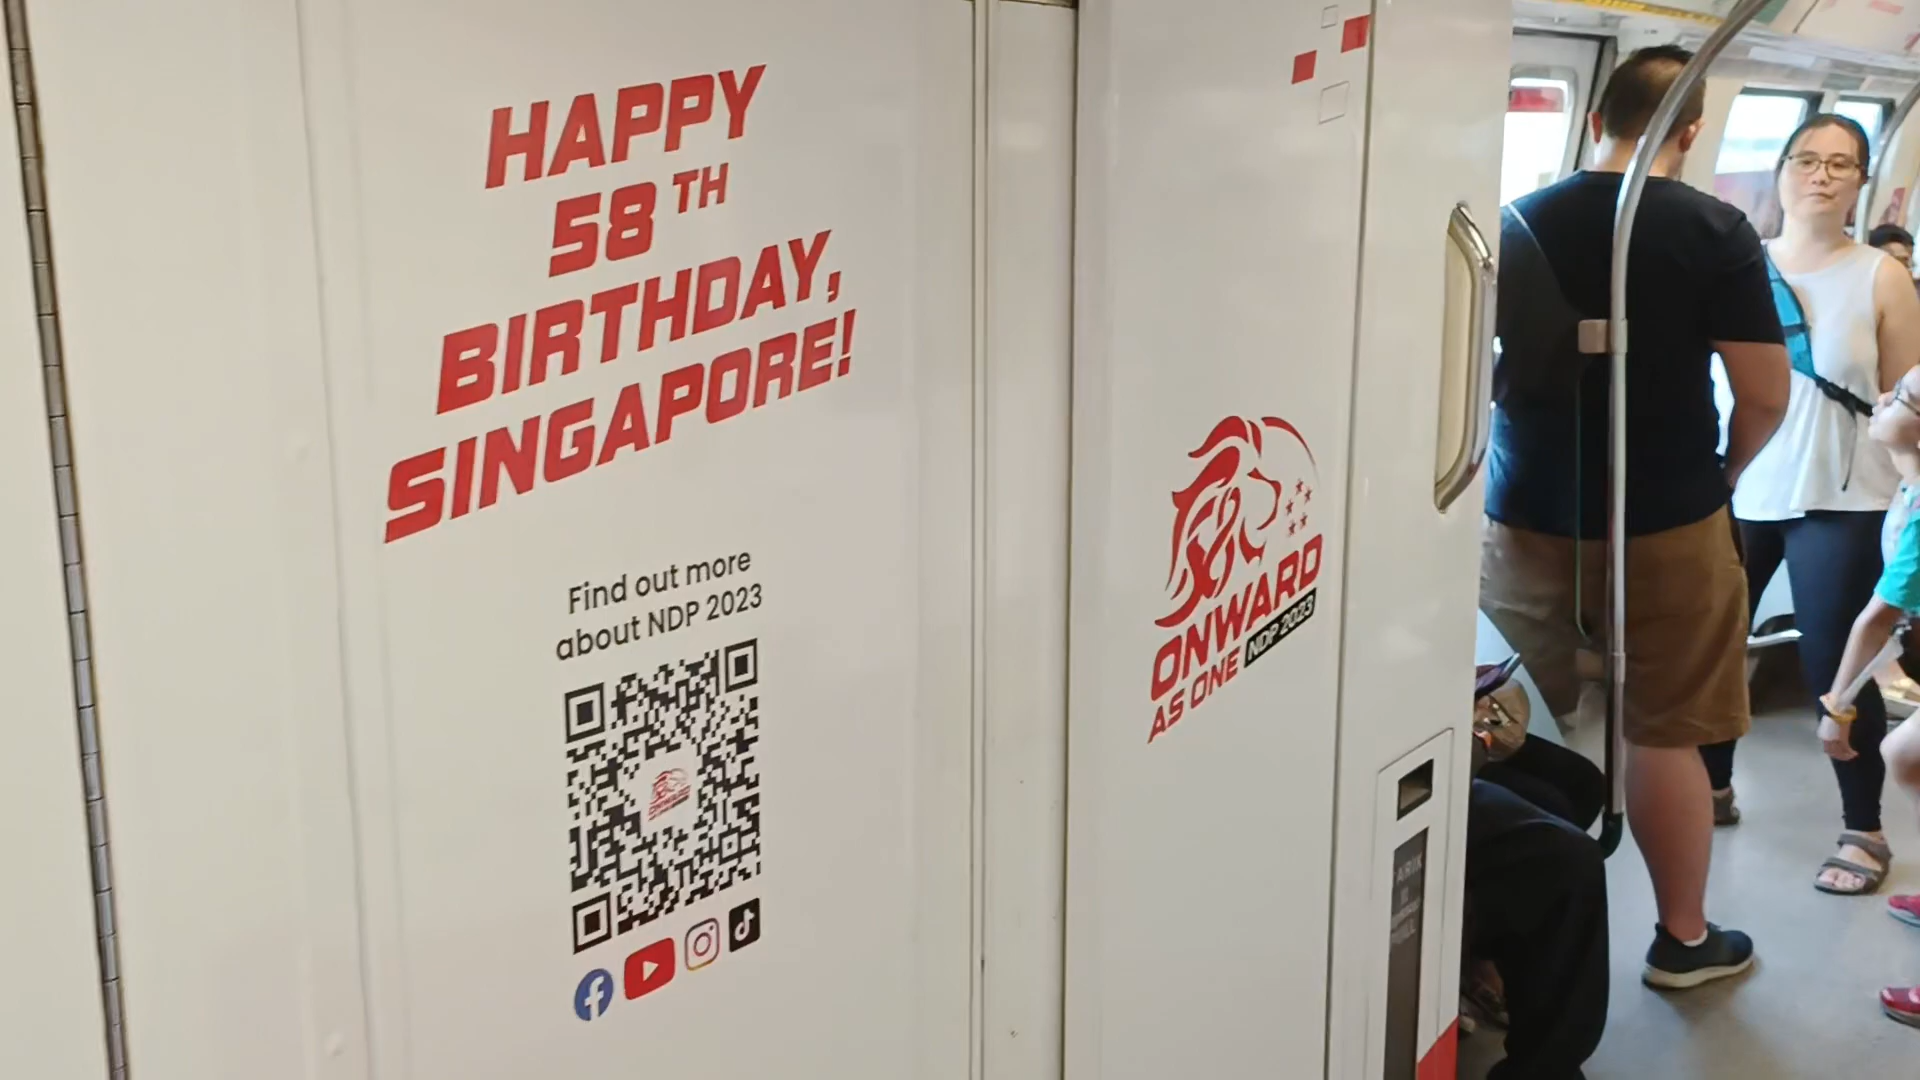 HAPPY
58TH
BIRTHDAY,
SINGAPORE!
Find out more
about NDP 2023
ONWARD
AS ONE NDP 2023